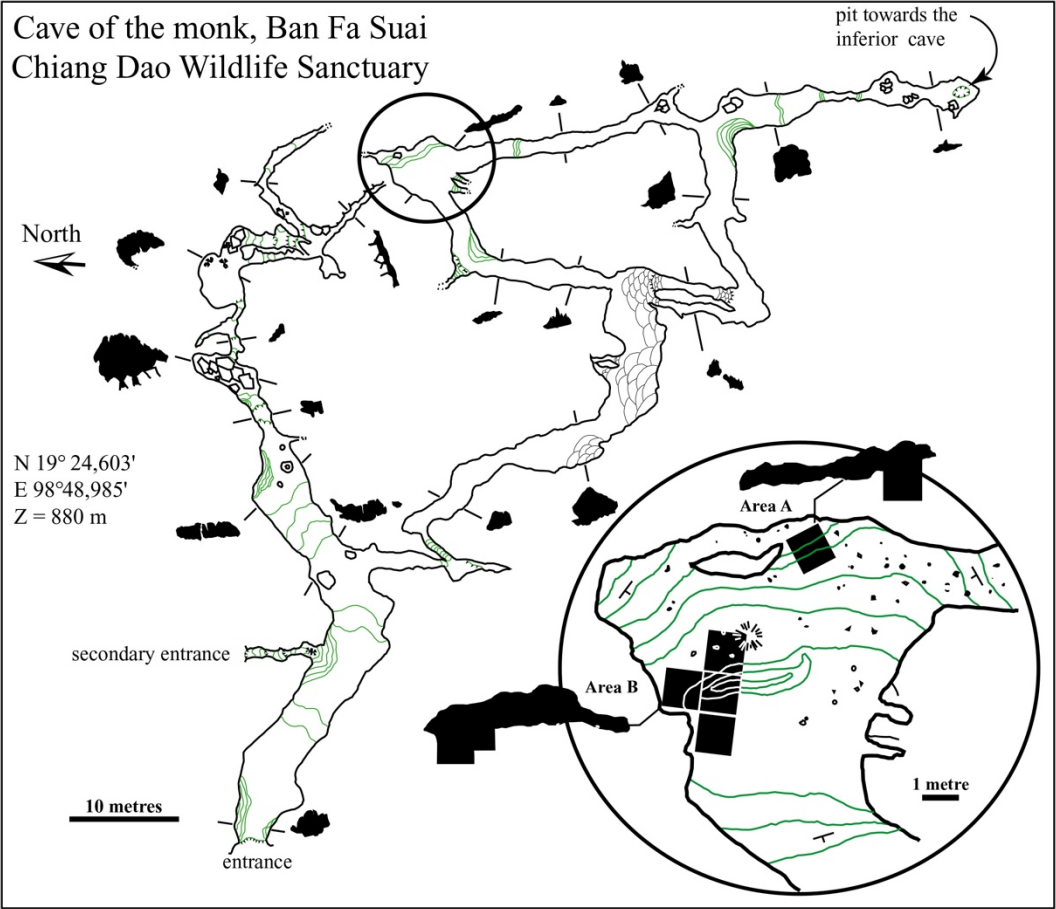 Cave of the monk, Ban Fa Suai
Chiang Dao Wildlife Sanctuary
pit towards the
inferior cave
North
N 19° 24,603'
E 98°48,985'
Z = 880 m
Area A
secondary entrance
Area B
1 metre
10 metres
entrance